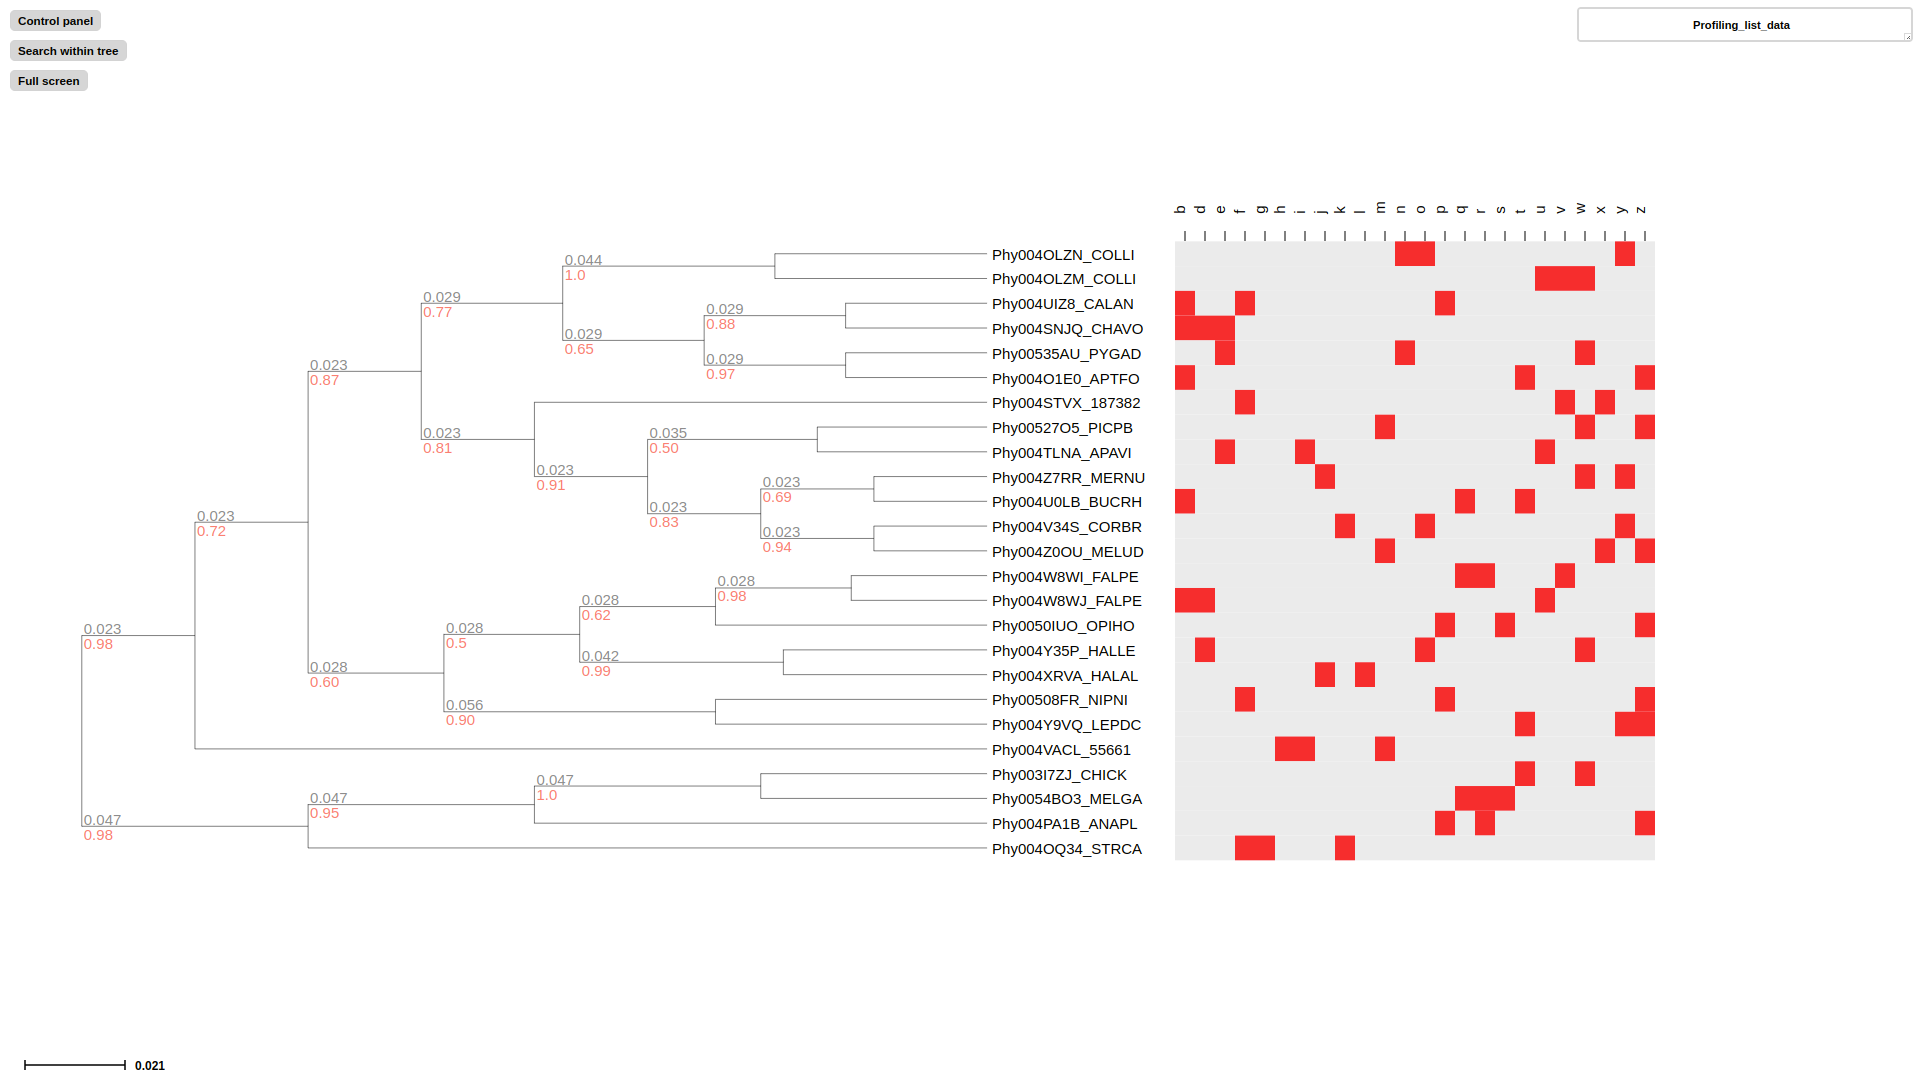 Control panel
Search within tree
Full screen
Profiling_list_data
b d e f g h i j k l m n o p q r s t u v w x y z
0.044
1.0
0.029
0.77
0.029
0.88
0.029
0.65
0.029
0.97
0.023
0.87
0.023
0.81
0.035
0.50
0.023
0.91
0.023
0.69
0.023
0.83
0.023
0.94
0.023
0.72
0.028
0.98
0.028
0.62
0.028
0.5
0.042
0.99
0.023
0.98
0.028
0.60
0.056
0.90
0.047
1.0
0.047
0.95
0.047
0.98
Phy004OLZN_COLLI
Phy004OLZM_COLLI
Phy004UIZ8_CALAN
Phy004SNJQ_CHAVO
Phy00535AU_PYGAD
Phy004O1E0_APTFO
Phy004STVX_187382
Phy00527O5_PICPB
Phy004TLNA_APAVI
Phy004Z7RR_MERNU
Phy004U0LB_BUCRH
Phy004V34S_CORBR
Phy004Z0OU_MELUD
Phy004W8WI_FALPE
Phy004W8WJ_FALPE
Phy0050IUO_OPIHO
Phy004Y35P_HALLE
Phy004XRVA_HALAL
Phy00508FR_NIPNI
Phy004Y9VQ_LEPDC
Phy004VACL_55661
Phy003I7ZJ_CHICK
Phy0054BO3_MELGA
Phy004PA1B_ANAPL
Phy004OQ34_STRCA
0.021